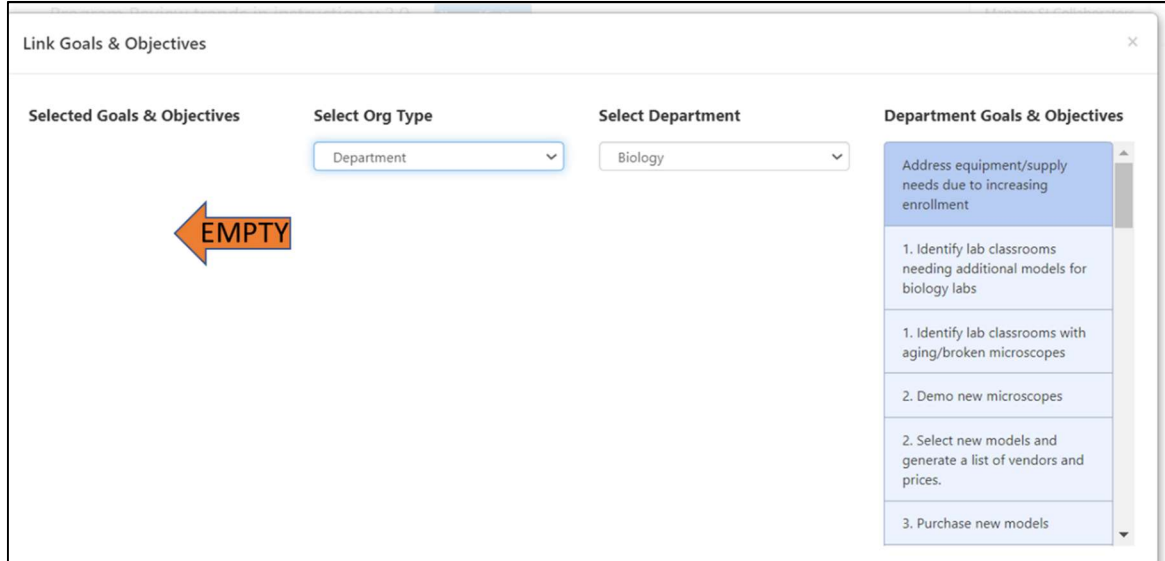 Link Goals & Objectives
×
Selected Goals & Objectives
EMPTY
Select Org Type
Department
Select Department
Biology
Department Goals & Objectives
Address equipment/supply
needs due to increasing
enrollment
1. Identify lab classrooms
needing additional models for
biology labs
1. Identify lab classrooms with
aging/broken microscopes
2. Demo new microscopes
2. Select new models and
generate a list of vendors and
prices.
3. Purchase new models